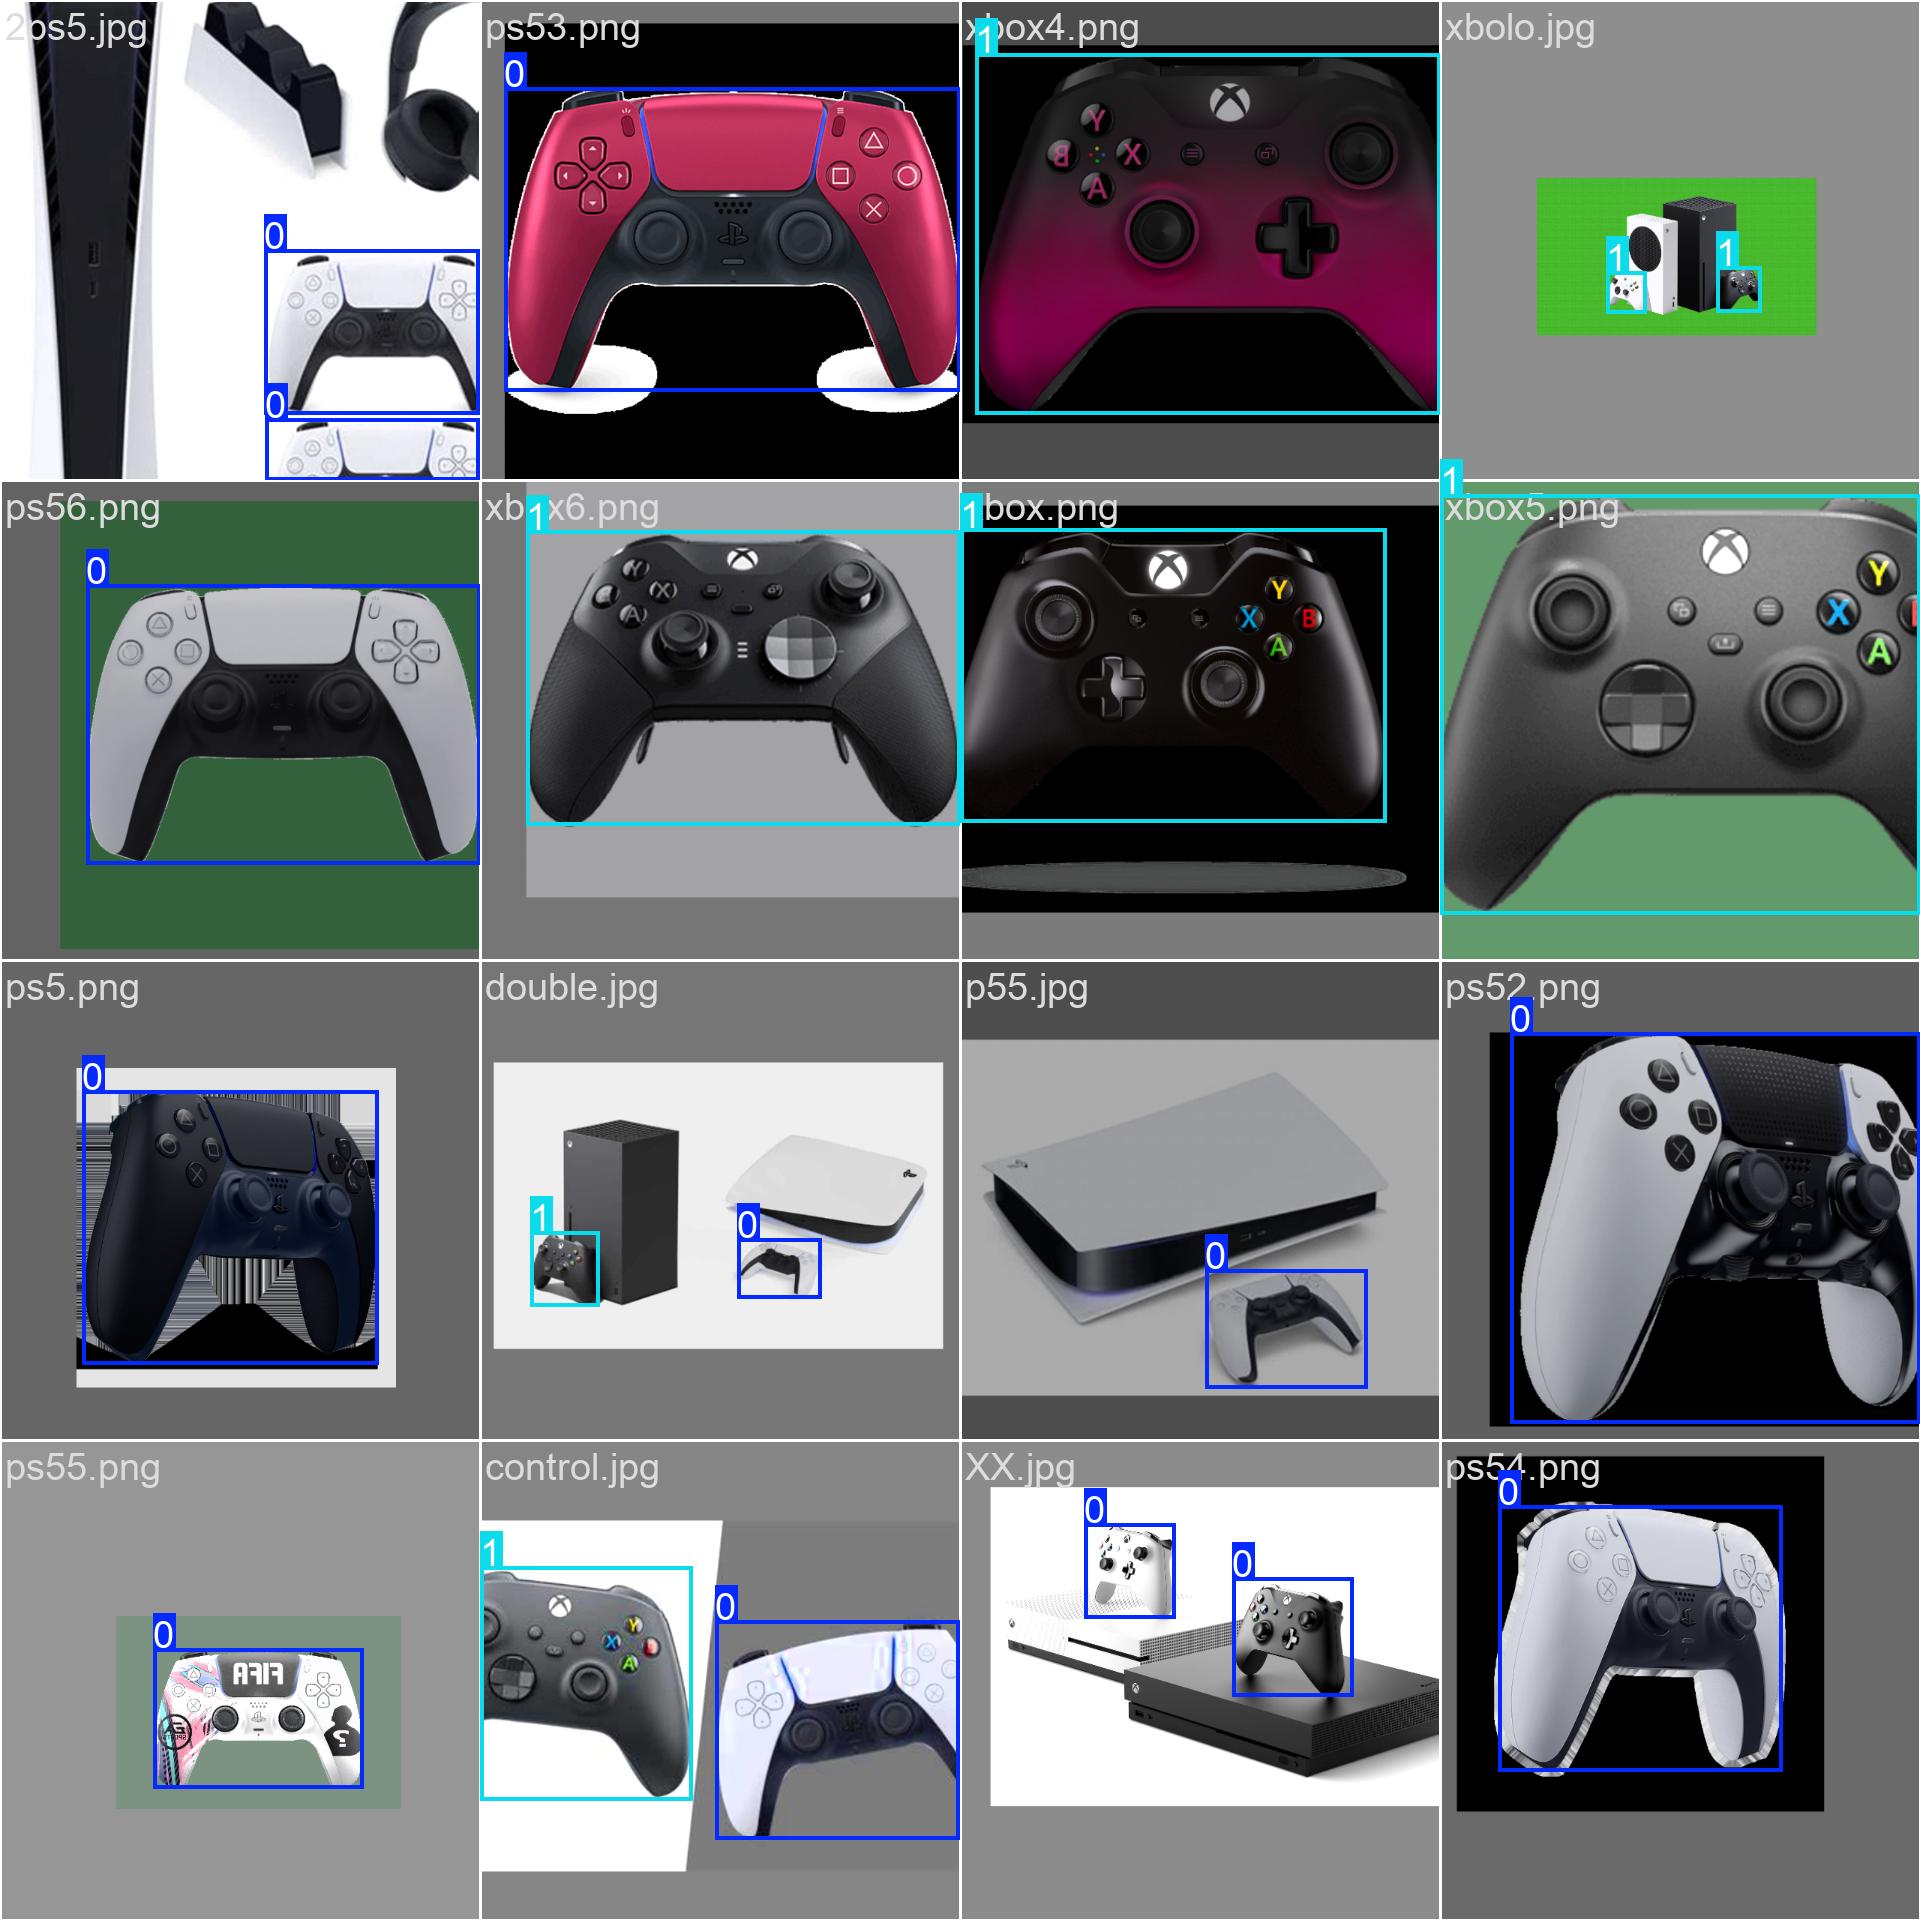 2ps5.jpg
0
0
ps53.png
0
xbox4.png
1
Y
B
X
A
xbolo.jpg
1
1
ps56.png
0
xbox6.png
1
Y
X
A
xbox.png
1
Y
X
B
A
xbox5.png
1
Y
X
A
ps5.png
0
double.jpg
1
0
p55.jpg
0
ps52.png
0
ps55.png
0
FIFA
control.jpg
1
Y
X
B
A
0
XX.jpg
0
0
ps54.png
0